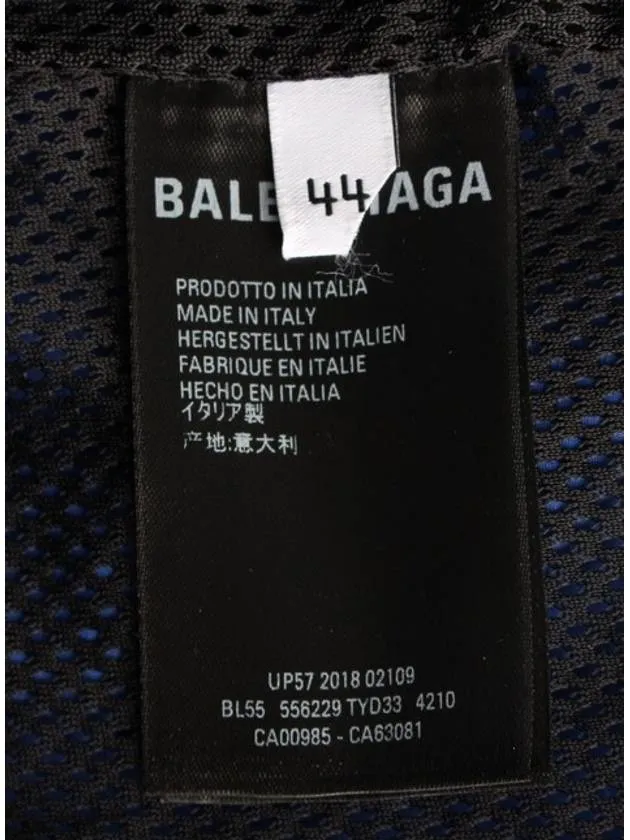 44
BALE IAGA
PRODOTTO IN ITALIA
MADE IN ITALY
HERGESTELLT IN ITALIEN
FABRIQUE EN ITALIE
HECHO EN ITALIA
イタリア製
产地:意大利
UP57 2018 02109
BL55 556229 TYD33 4210
CA00985 - CA63081